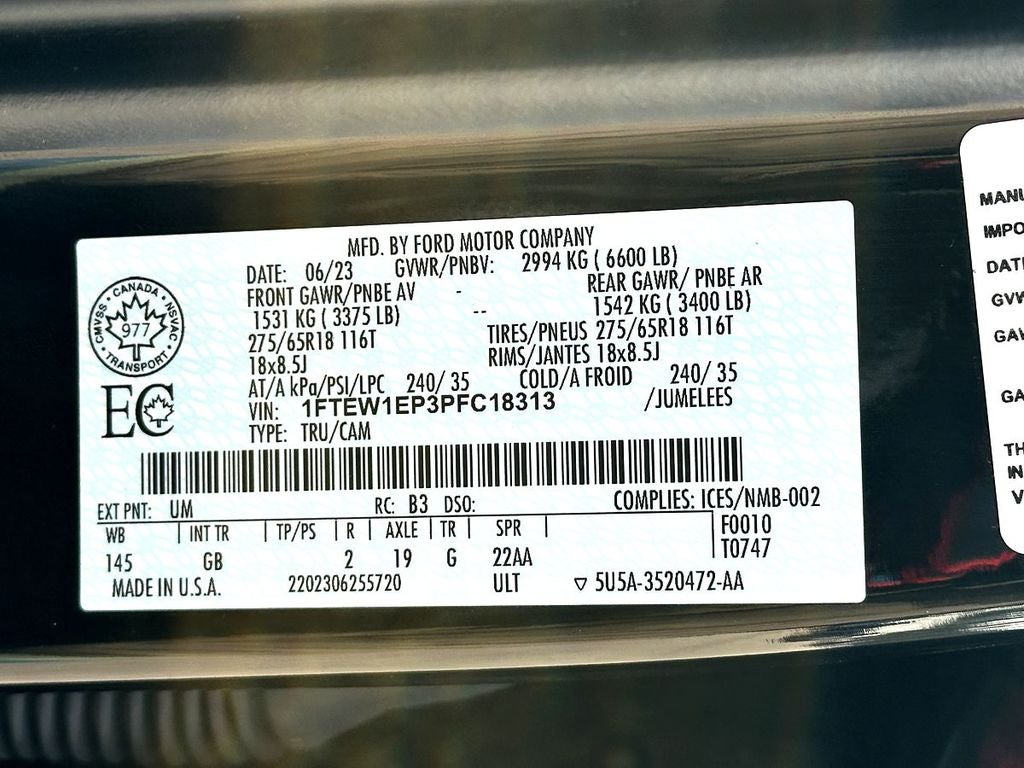 MFD. BY FORD MOTOR COMPANY
DATE: 06/23 GVWR/PNBV: 2994 KG ( 6600 LB)
FRONT GAWR/PNBE AV - REAR GAWR/ PNBE AR
1531 KG ( 3375 LB) -- 1542 KG ( 3400 LB)
275/65R18 116T TIRES/PNEUS 275/65R18 116T
18x8.5J RIMS/JANTES 18x8.5J
AT/A kPa/PSI/LPC 240/ 35 COLD/A FROID 240/ 35
VIN: 1FTEW1EP3PFC18313 /JUMELEES
TYPE: TRU/CAM
CANADA
CMVSS • NSVAC
977
TRANSPORT
EC
EXT PNT: UM RC: B3 DSO: COMPLIES: ICES/NMB-002
WB | INT TR | TP/PS | R | AXLE | TR | SPR | F0010
145 GB 2 19 G 22AA T0747
MADE IN U.S.A. 2202306255720 ULT ▽ 5U5A-3520472-AA
MANU
IMPO
DATE
GVW
GAW
GA
TH
IN
V